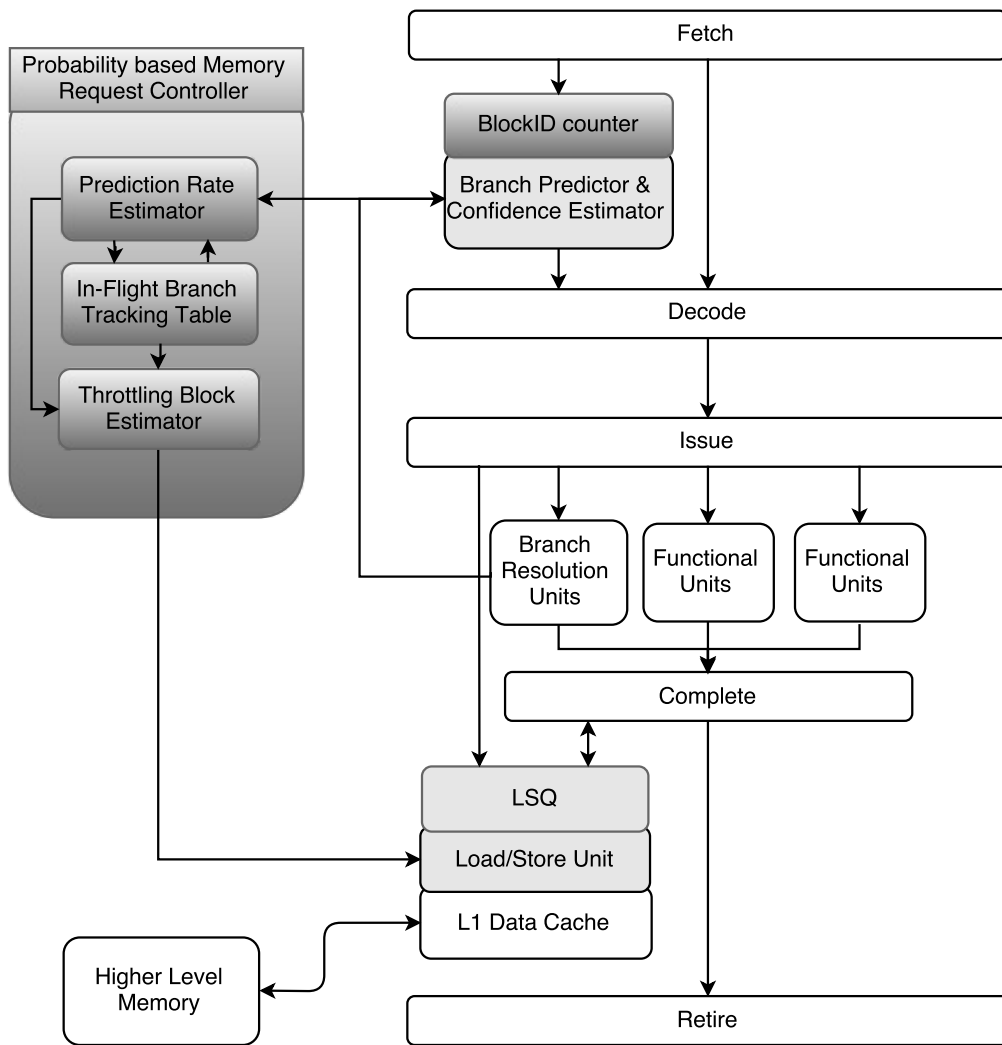 Fetch
Probability based Memory
Request Controller
BlockID counter
Prediction Rate
Estimator
Branch Predictor &
Confidence Estimator
In-Flight Branch
Tracking Table
Decode
Throttling Block
Estimator
Issue
Branch
Resolution
Units
Functional
Units
Functional
Units
Complete
LSQ
Load/Store Unit
L1 Data Cache
Higher Level
Memory
Retire